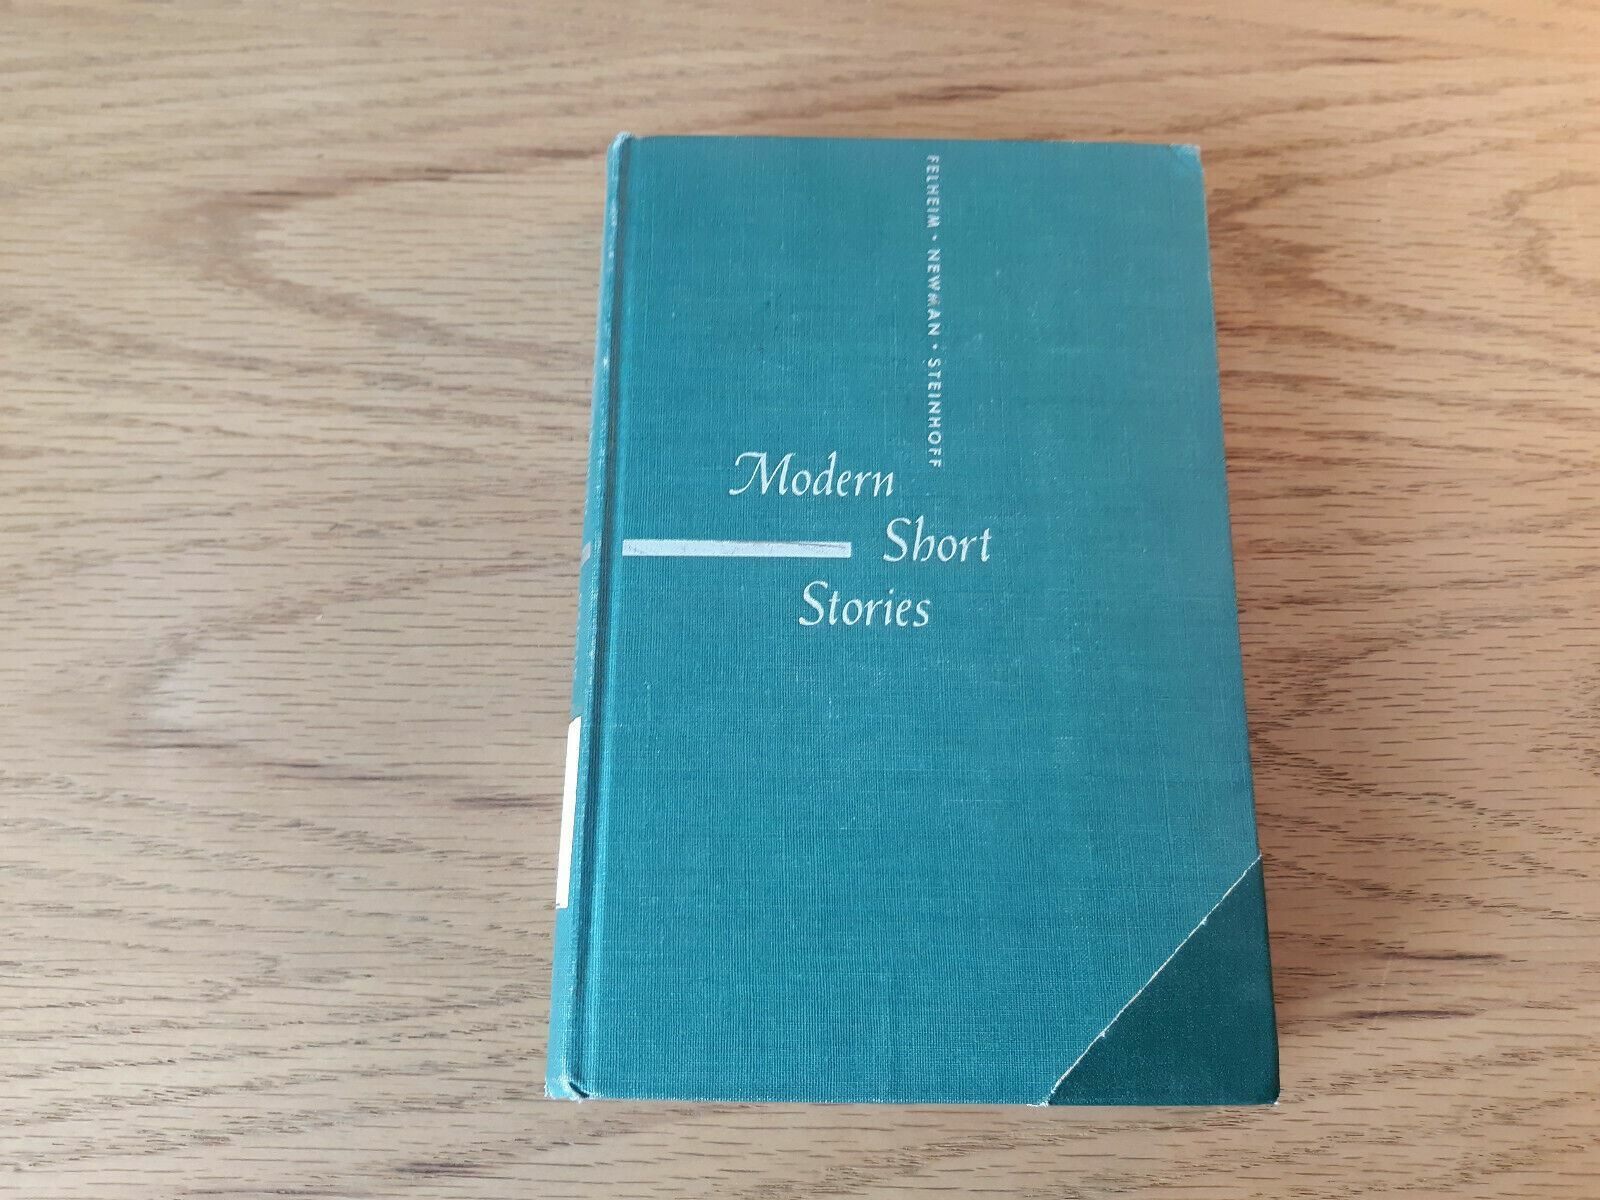 FELHEIM • NEWMAN • STEINHOFF
Modern
Short
Stories